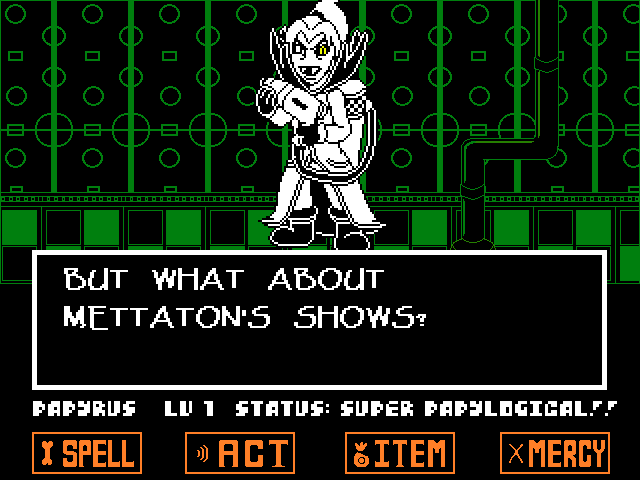 BUT WHAT ABOUT
METTATON'S SHOWS?
PAPYRUS LV 1 STATUS: SUPER PAPYLOGICAL!!
SPELL ACT ITEM MERCY